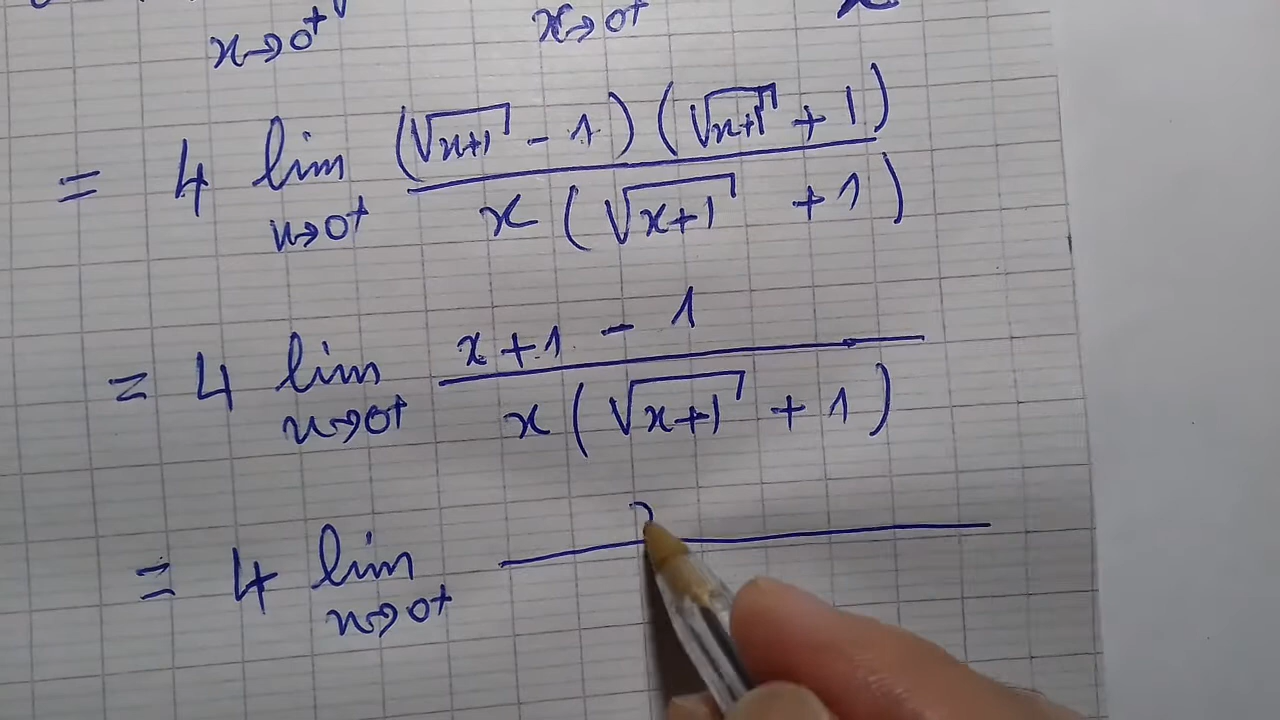 x→0⁺ x→0⁺ x
= 4 lim x→0⁺ (√(x+1) - 1)(√(x+1) + 1) / x(√(x+1) + 1)
= 4 lim x→0⁺ x+1 - 1 / x(√(x+1) + 1)
= 4 lim x→0⁺